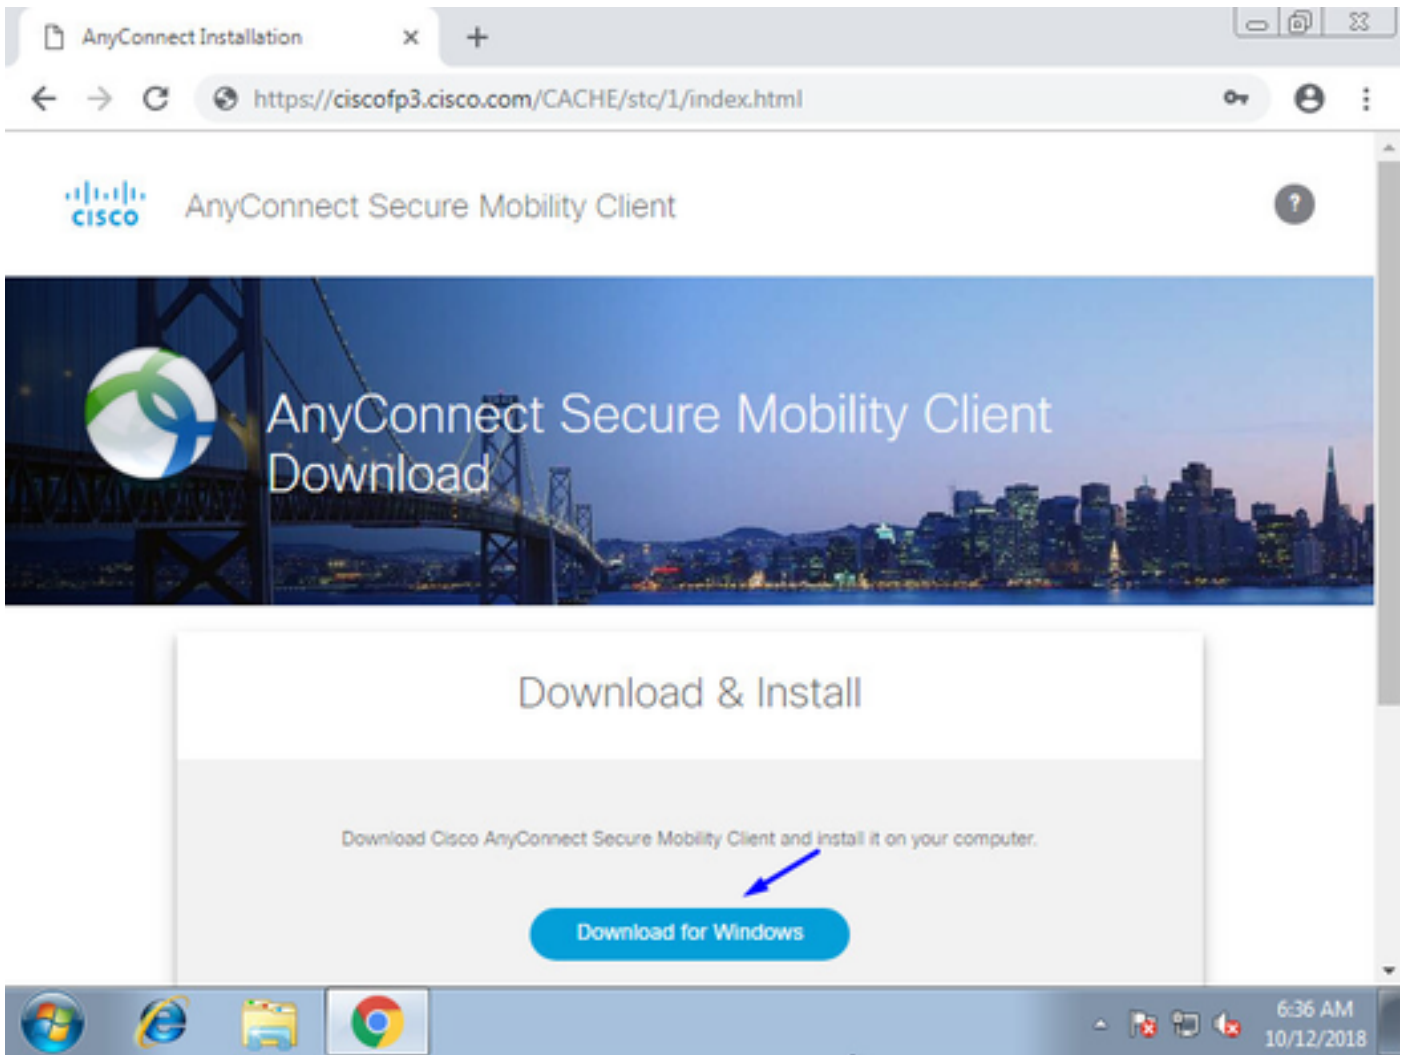 AnyConnect Installation
https://ciscofp3.cisco.com/CACHE/stc/1/index.html
CISCO
AnyConnect Secure Mobility Client
?
AnyConnect Secure Mobility Client
Download
Download & Install
Download Cisco AnyConnect Secure Mobility Client and install it on your computer.
Download for Windows
6:36 AM
10/12/2018